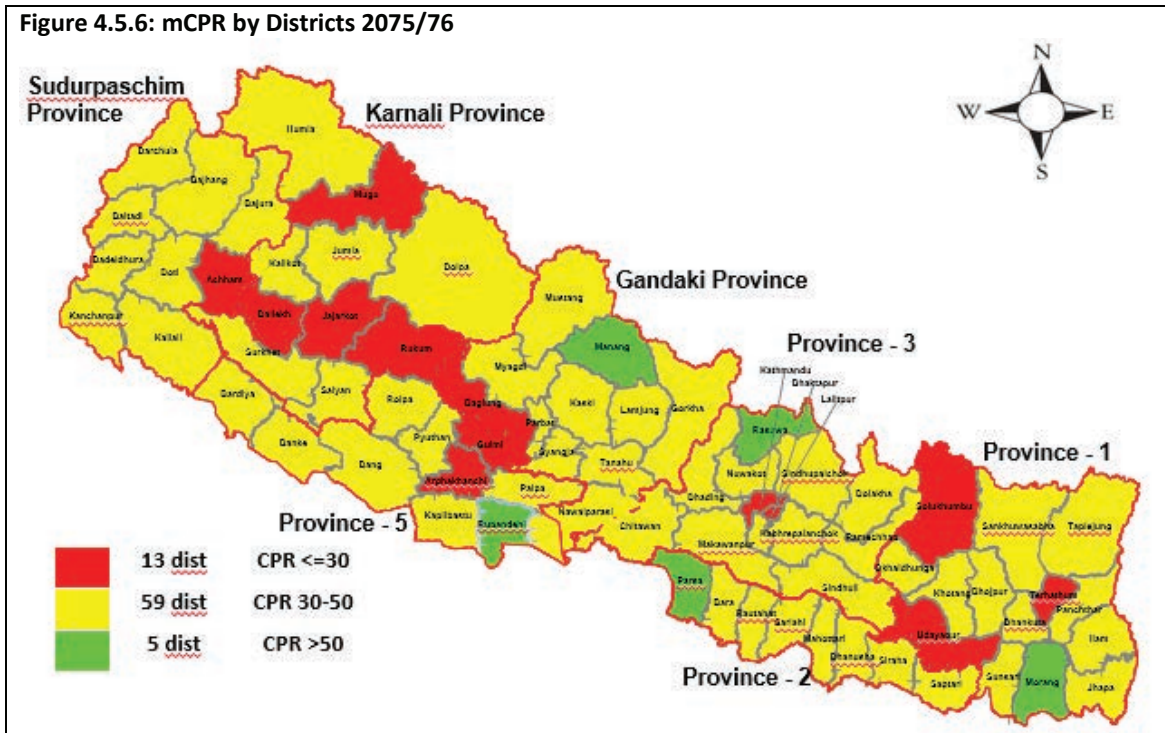 Figure 4.5.6: mCPR by Districts 2075/76
N
W
E
S
Sudurpaschim
Province
Karnali Province
Humla
Darchula
Bajhang
Mugu
Bajura
Baitadi
Jumla
Dadeldhura
Doti
Achham
Kalikot
Dolpa
Gandaki Province
Mustang
Kanchanpur
Kailali
Dailekh
Jajarkot
Rukum
Surkhet
Manang
Province - 3
Kathmandu
Bhaktapur
Lalitpur
Myagdi
Bardiya
Salyan
Rolpa
Baglung
Kaski
Lamjung
Gorkha
Parbat
Rasuwa
Banke
Pyuthan
Gulmi
Syangja
Tanahu
Nuwakot
Sindhupalchok
Province - 1
Dang
Arghakhanchi
Palpa
Dhading
Dolakha
Solukhumbu
Sankhuwasabha
Taplejung
Province - 5
Kapilbastu
Rupandehi
Nawalparasi
Chitawan
Makawanpur
Kabhrepalanchok
Ramechhap
Okhaldhunga
Khotang
Bhojpur
Terhathum
Panchthar
Parsa
Bara
Rautahat
Sarlahi
Sindhuli
Udayapur
Dhankuta
Ilam
Mahottari
Dhanusha
Siraha
Saptari
Sunsari
Morang
Jhapa
Province - 2
13 dist CPR <=30
59 dist CPR 30-50
5 dist CPR >50